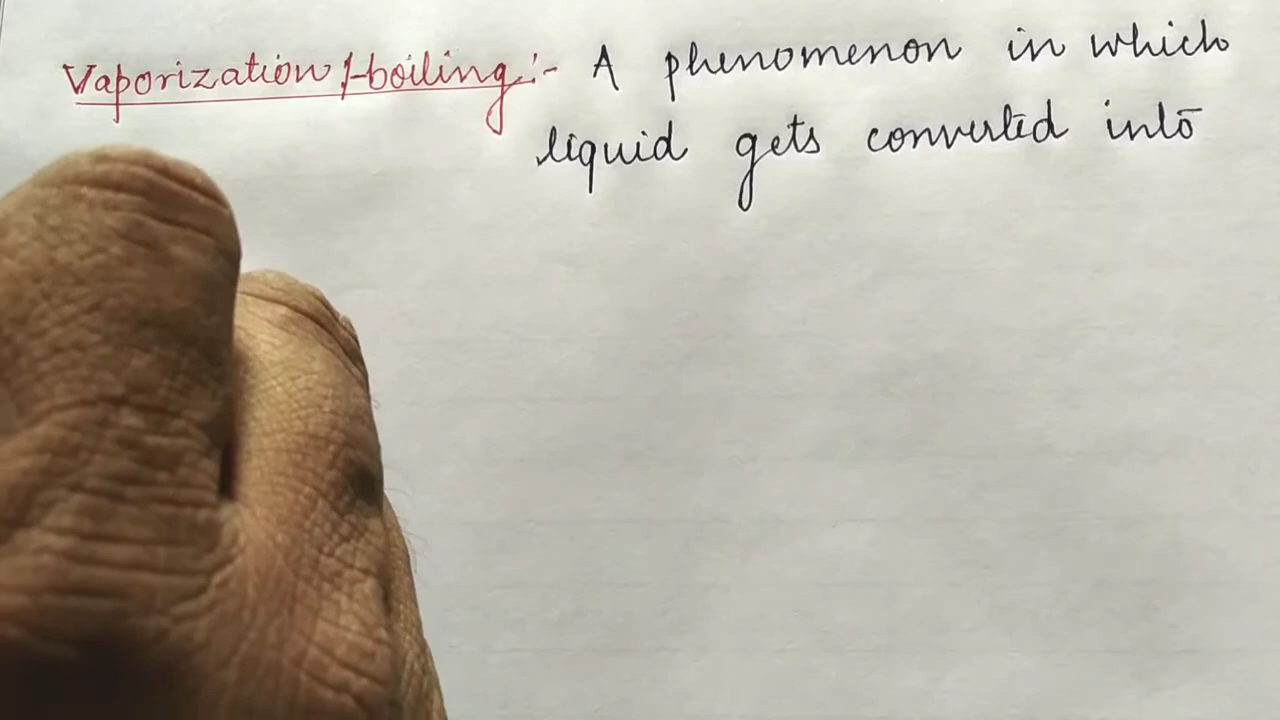 Vaporization/boiling:- A phenomenon in which
liquid gets converted into